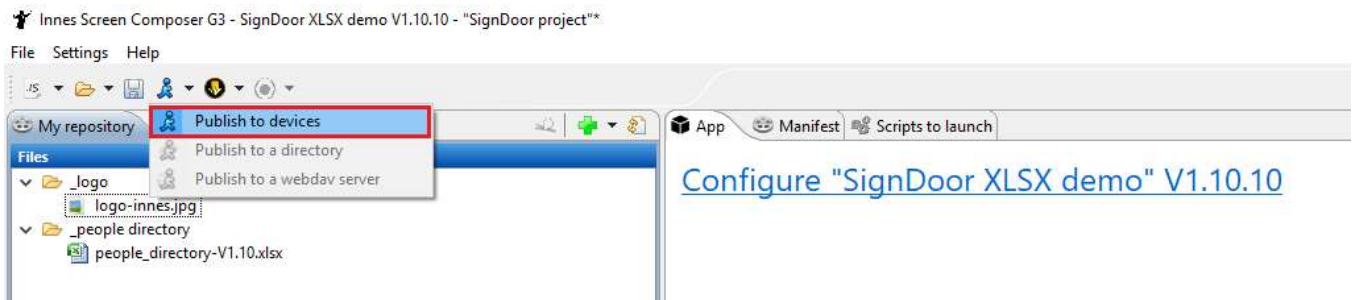 Innes Screen Composer G3 - SignDoor XLSX demo V1.10.10 - "SignDoor project"*
File Settings Help
JS
My repository
Publish to devices
Publish to a directory
Publish to a webdav server
App Manifest Scripts to launch
Files
_logo
logo-innes.jpg
_people directory
people_directory-V1.10.xlsx
Configure "SignDoor XLSX demo" V1.10.10